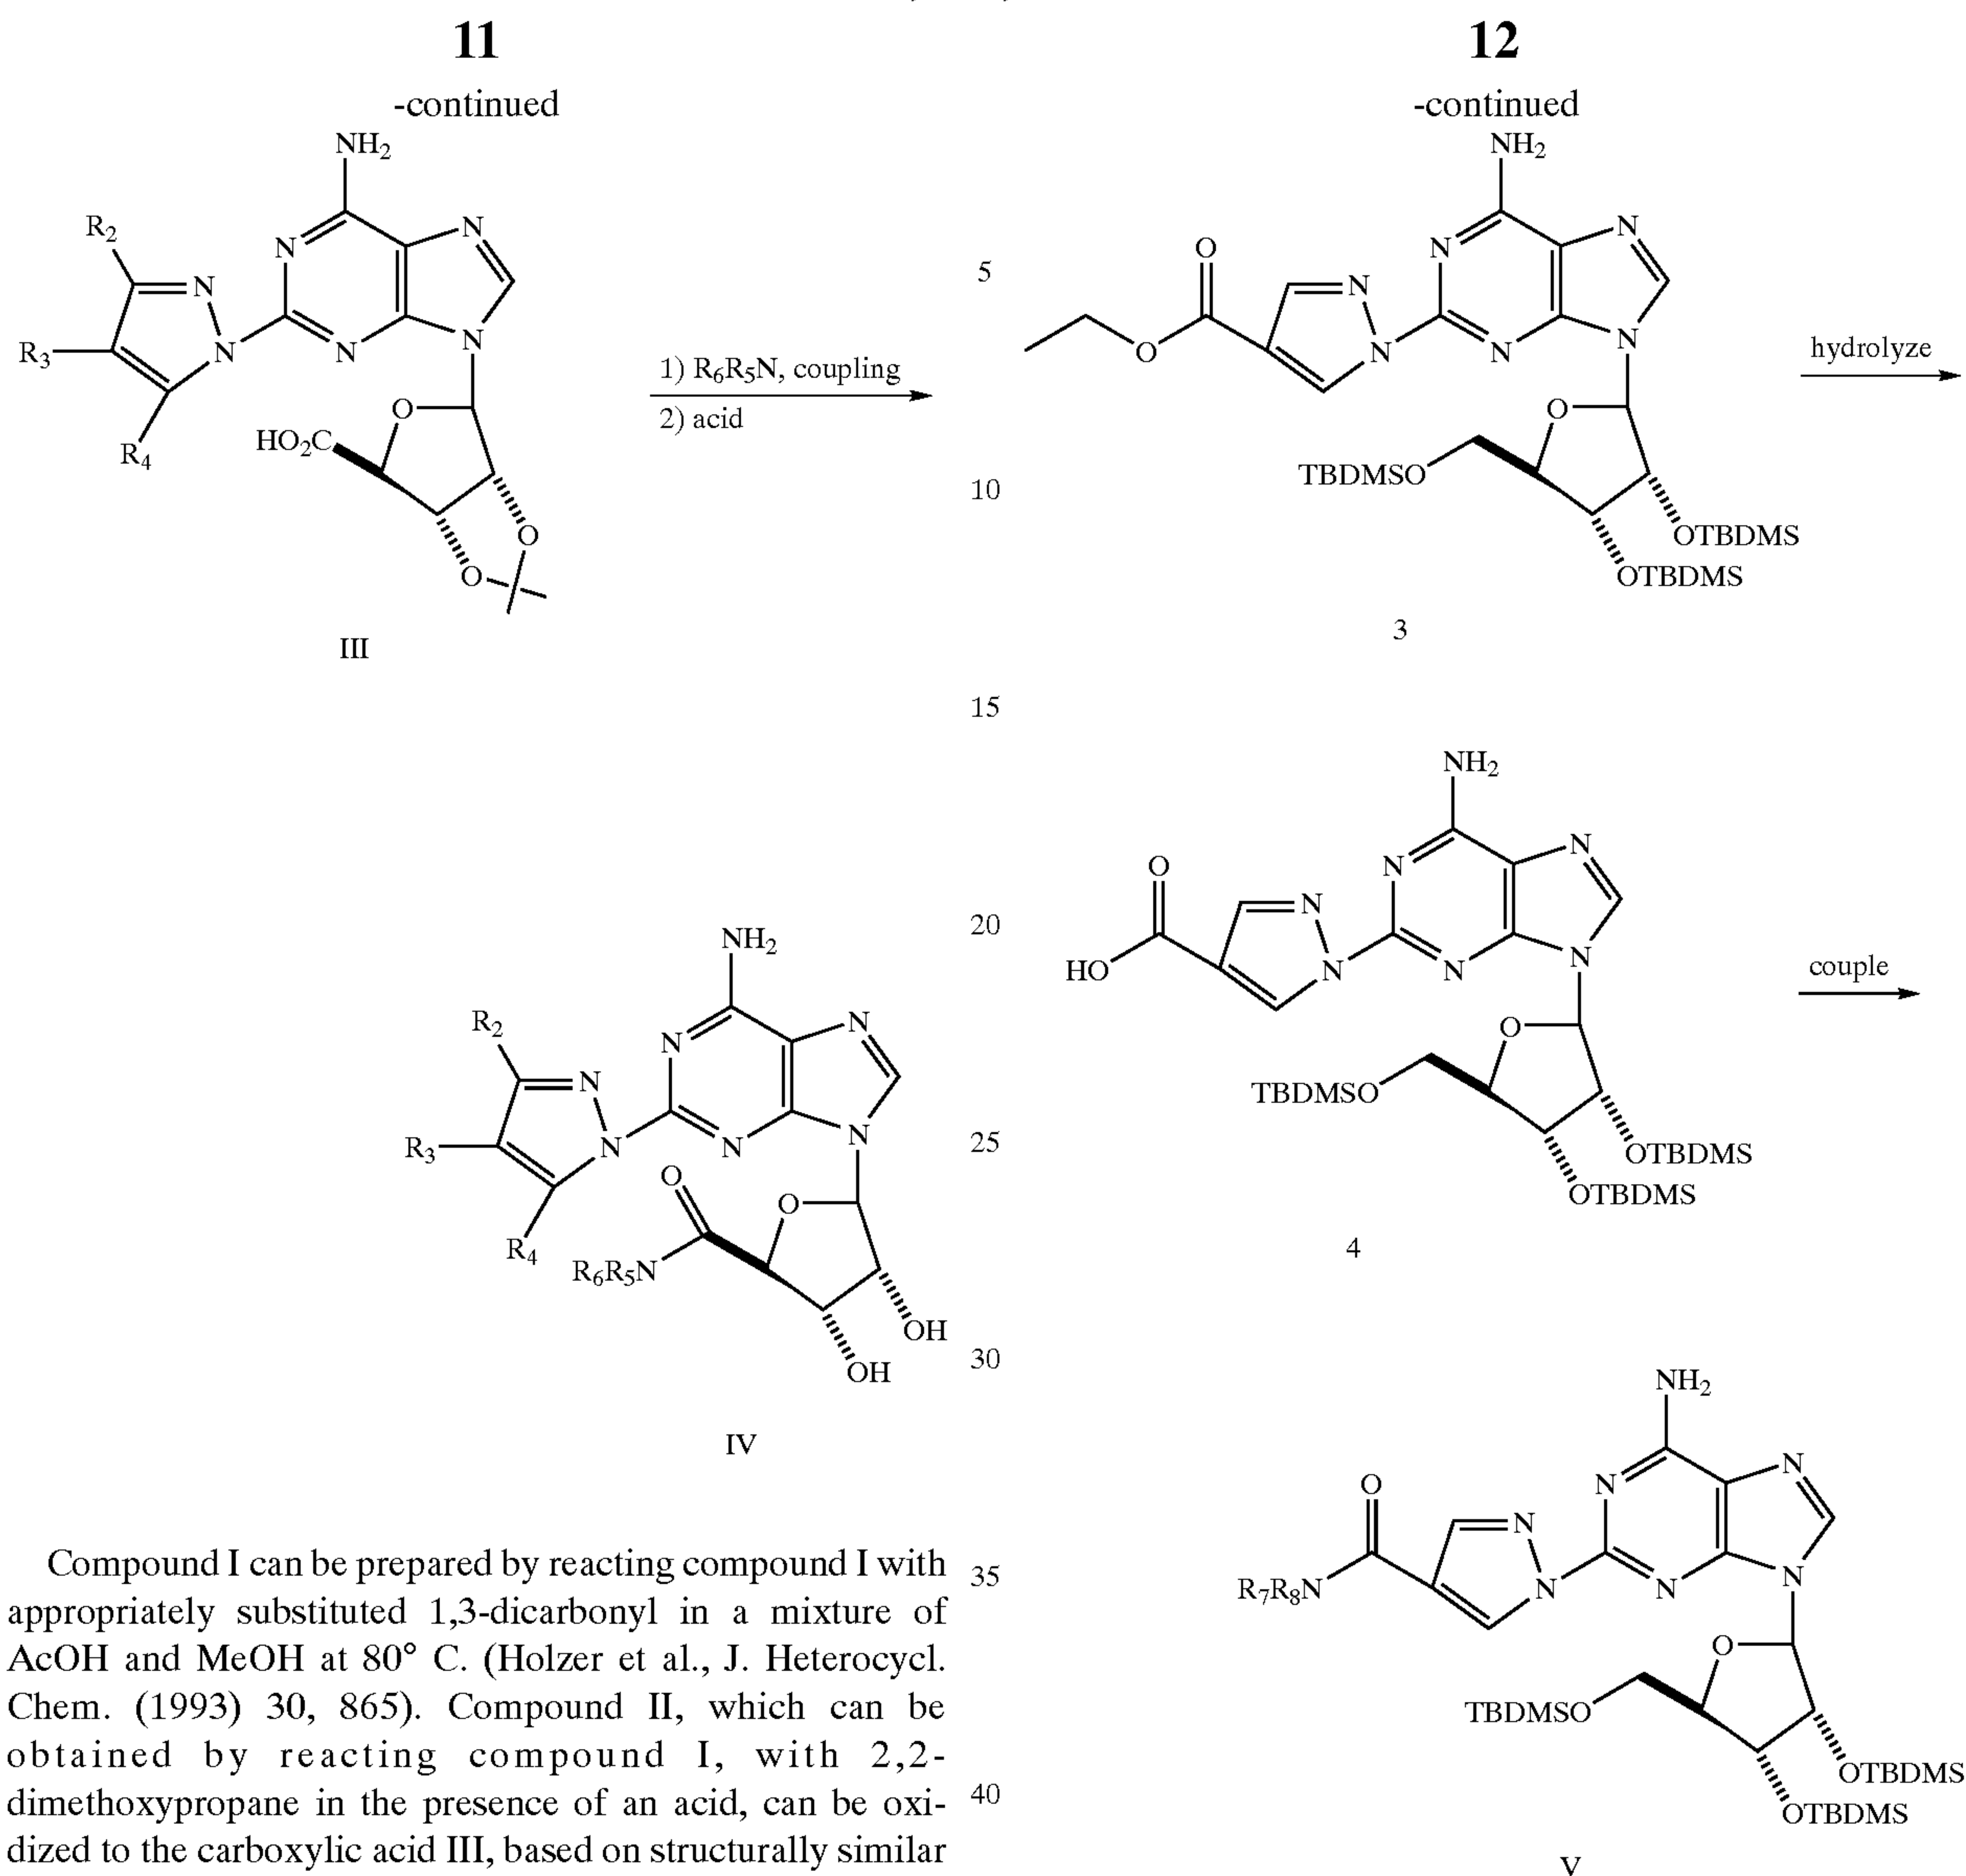 11
-continued
NH2
R2
N
N
N
R3
N
N
N
R4
HO2C
O
O
O
III
1) R6R5N, coupling
2) acid
NH2
R2
N
N
N
R3
N
N
N
O
O
R4
R6R5N
OH
OH
IV
Compound I can be prepared by reacting compound I with
appropriately substituted 1,3-dicarbonyl in a mixture of
AcOH and MeOH at 80° C. (Holzer et al., J. Heterocycl.
Chem. (1993) 30, 865). Compound II, which can be
obtained by reacting compound I, with 2,2-
dimethoxypropane in the presence of an acid, can be oxi-
dized to the carboxylic acid III, based on structurally similar
5
10
15
20
25
30
35
40
12
-continued
NH2
O
N
N
N
O
N
N
N
O
TBDMSO
OTBDMS
OTBDMS
3
hydrolyze
NH2
O
N
N
N
HO
N
N
N
O
TBDMSO
OTBDMS
OTBDMS
4
couple
NH2
O
N
N
N
R7R8N
N
N
N
O
TBDMSO
OTBDMS
OTBDMS
V